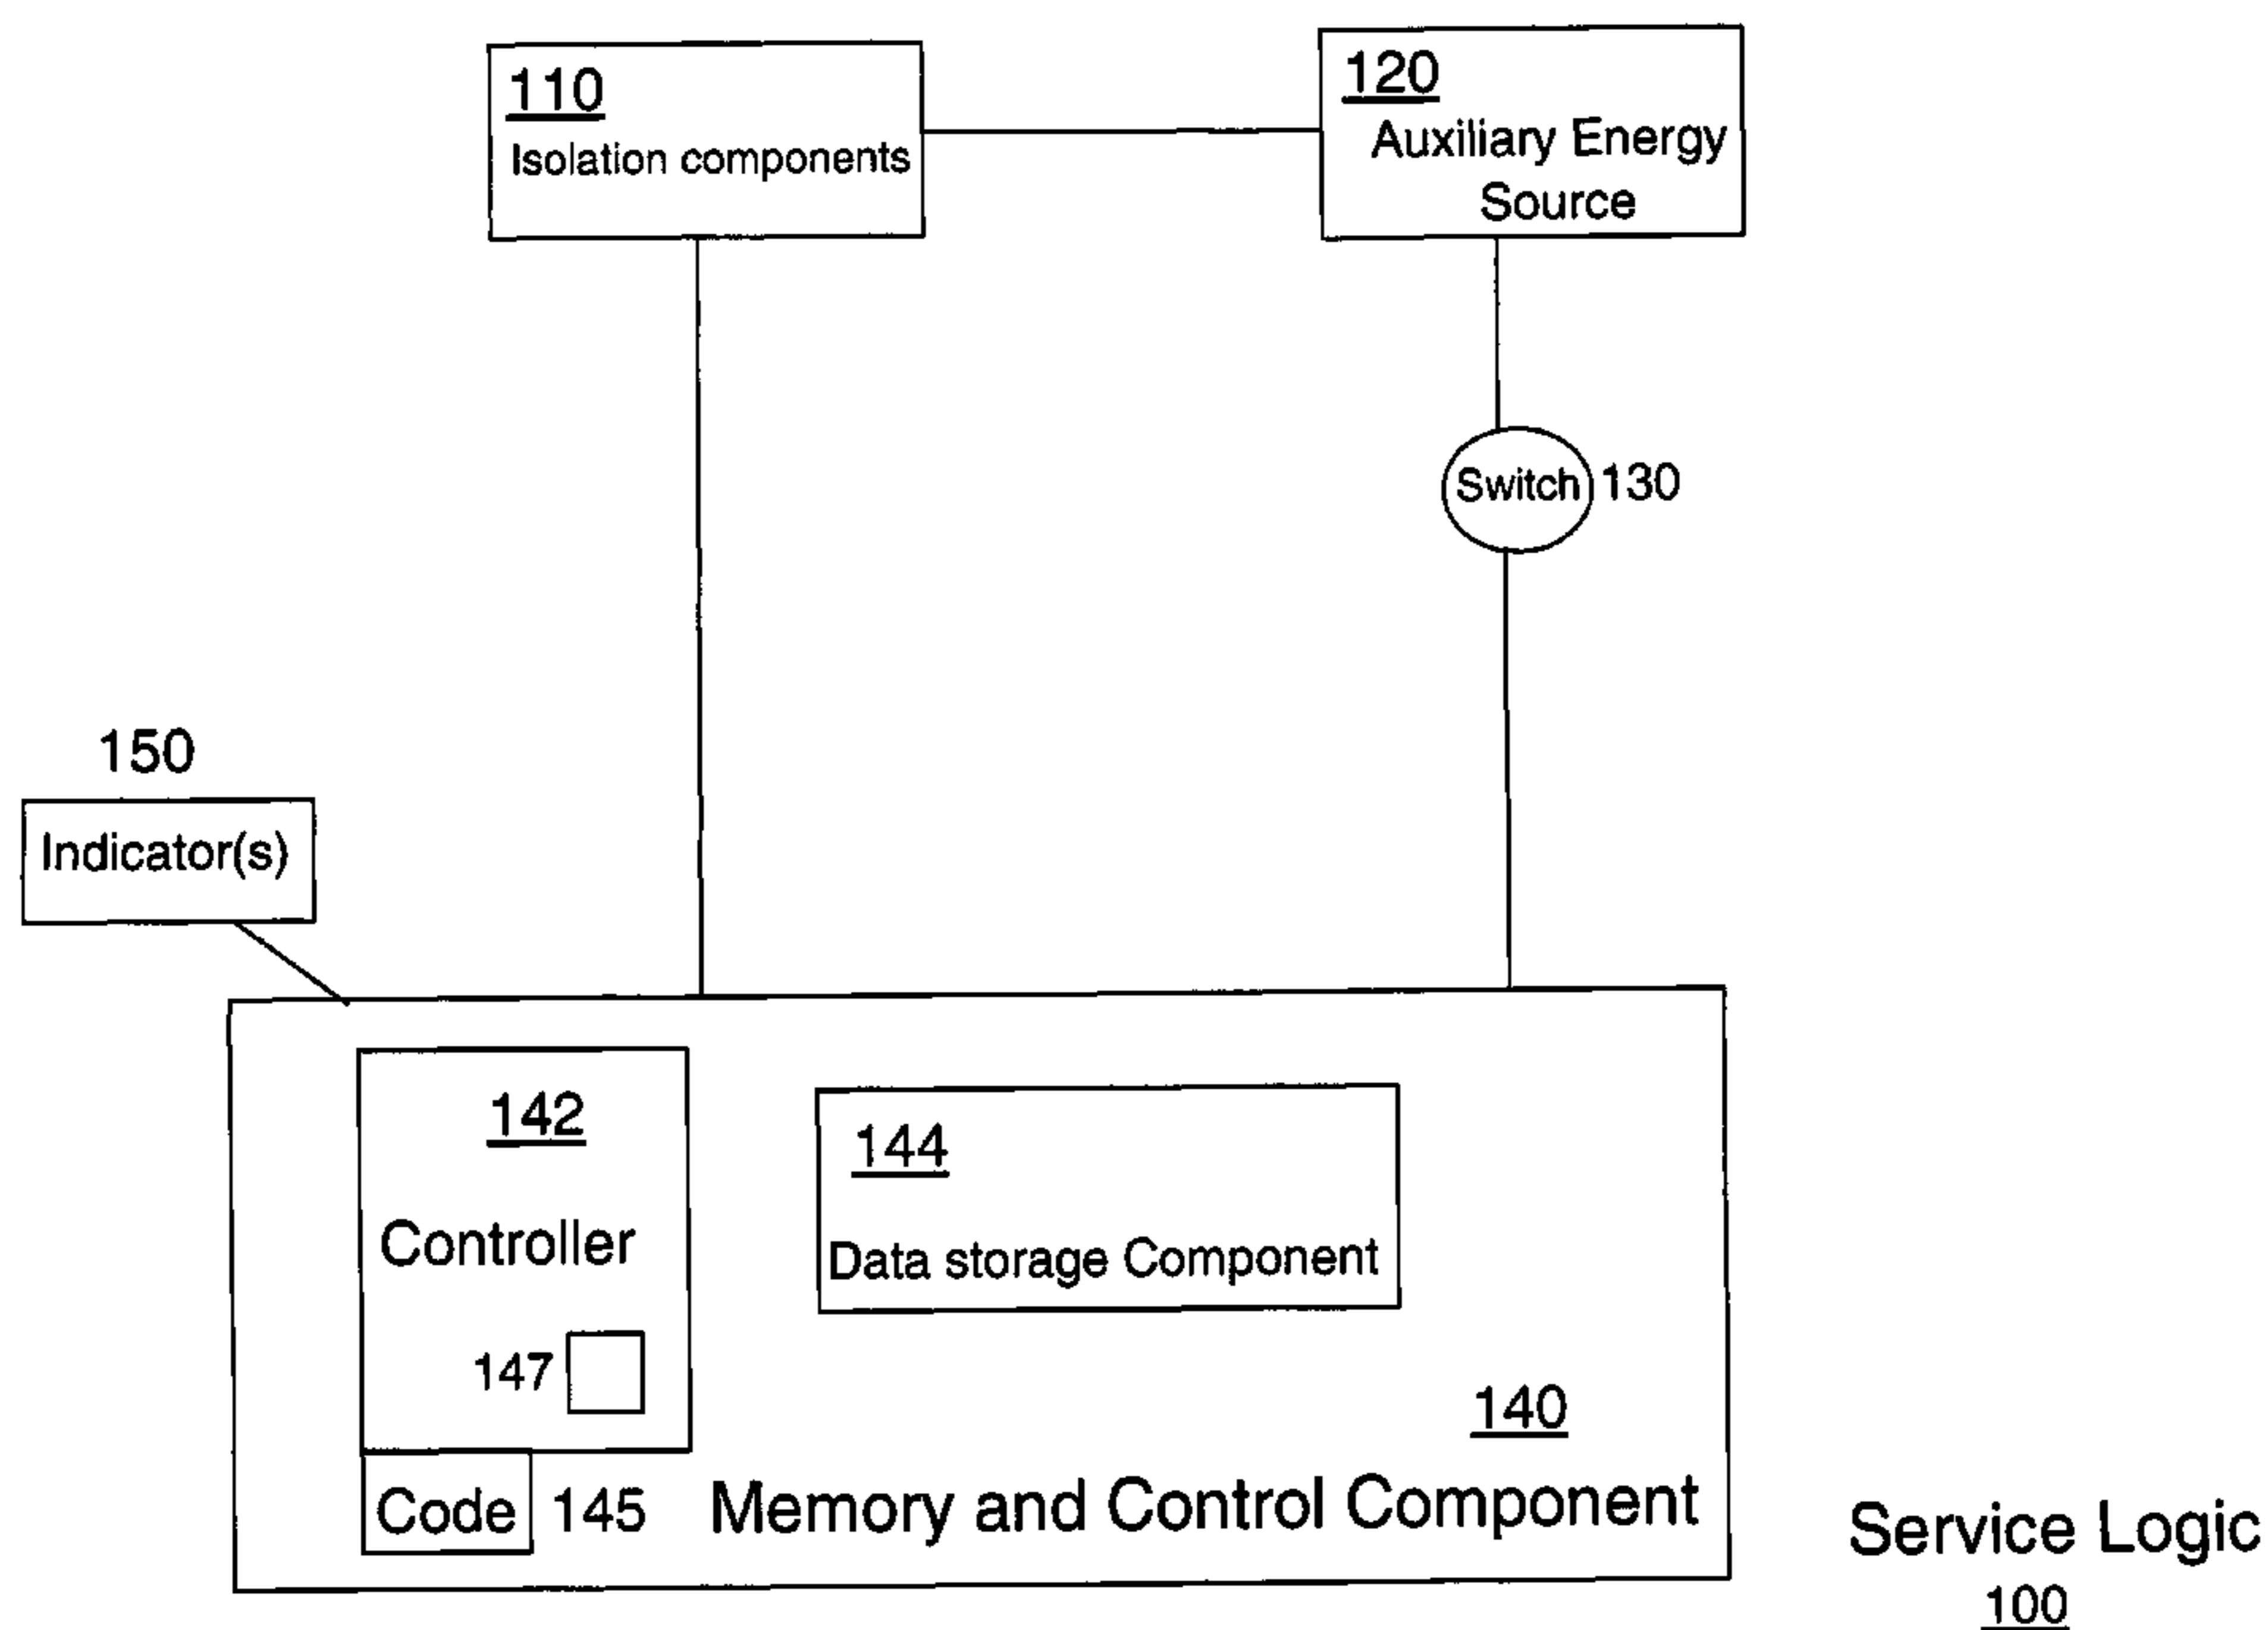 110
Isolation components
120
Auxiliary Energy
Source
Switch 130
150
Indicator(s)
142
Controller
147
144
Data storage Component
140
Code 145
Memory and Control Component
Service Logic
100